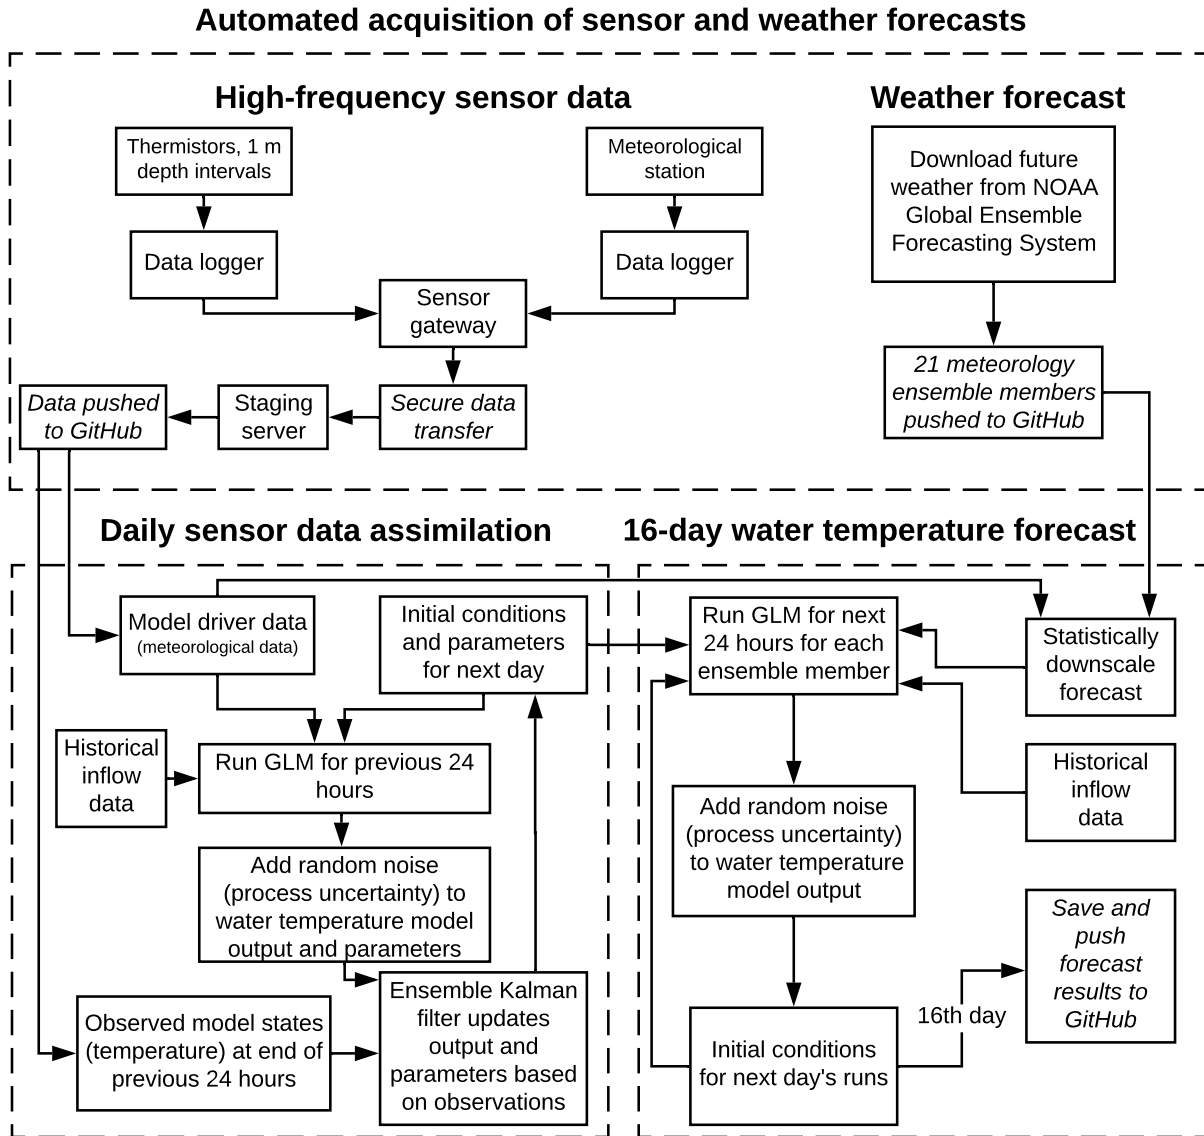 Automated acquisition of sensor and weather forecasts
High-frequency sensor data
Weather forecast
Thermistors, 1 m
depth intervals
Meteorological
station
Download future
weather from NOAA
Global Ensemble
Forecasting System
Data logger
Data logger
Sensor
gateway
21 meteorology
ensemble members
pushed to GitHub
Data pushed
to GitHub
Staging
server
Secure data
transfer
Daily sensor data assimilation
16-day water temperature forecast
Model driver data
(meteorological data)
Initial conditions
and parameters
for next day
Run GLM for next
24 hours for each
ensemble member
Statistically
downscale
forecast
Historical
inflow
data
Run GLM for previous 24
hours
Historical
inflow
data
Add random noise
(process uncertainty)
to water temperature
model output
Add random noise
(process uncertainty) to
water temperature model
output and parameters
Save and
push
forecast
results to
GitHub
Observed model states
(temperature) at end of
previous 24 hours
Ensemble Kalman
filter updates
output and
parameters based
on observations
16th day
Initial conditions
for next day's runs